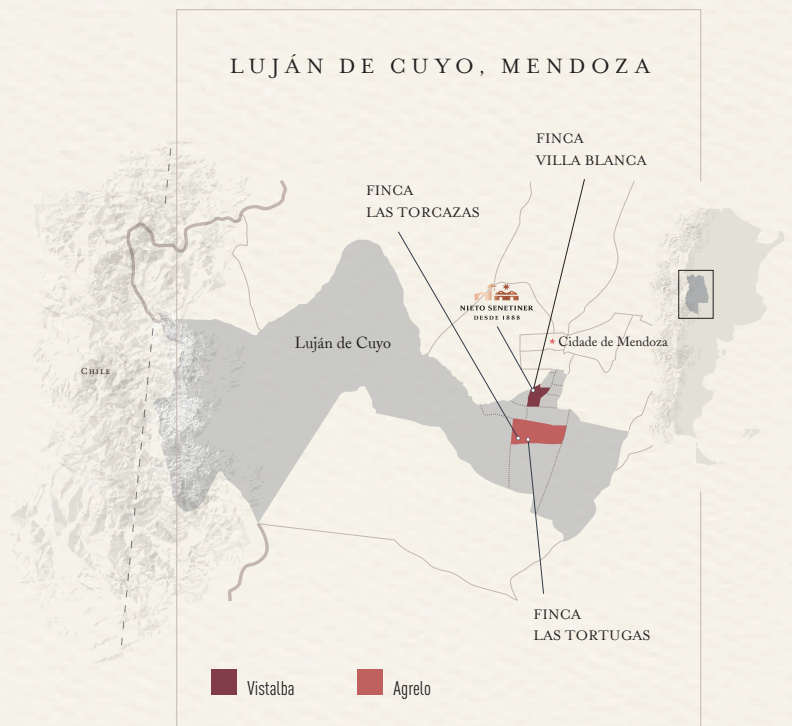 LUJÁN DE CUYO, MENDOZA
FINCA
VILLA BLANCA
FINCA
LAS TORCAZAS
NIETO SENETINER
DESDE 1888
Luján de Cuyo
Cidade de Mendoza
CHILE
FINCA
LAS TORTUGAS
Vistalba
Agrelo